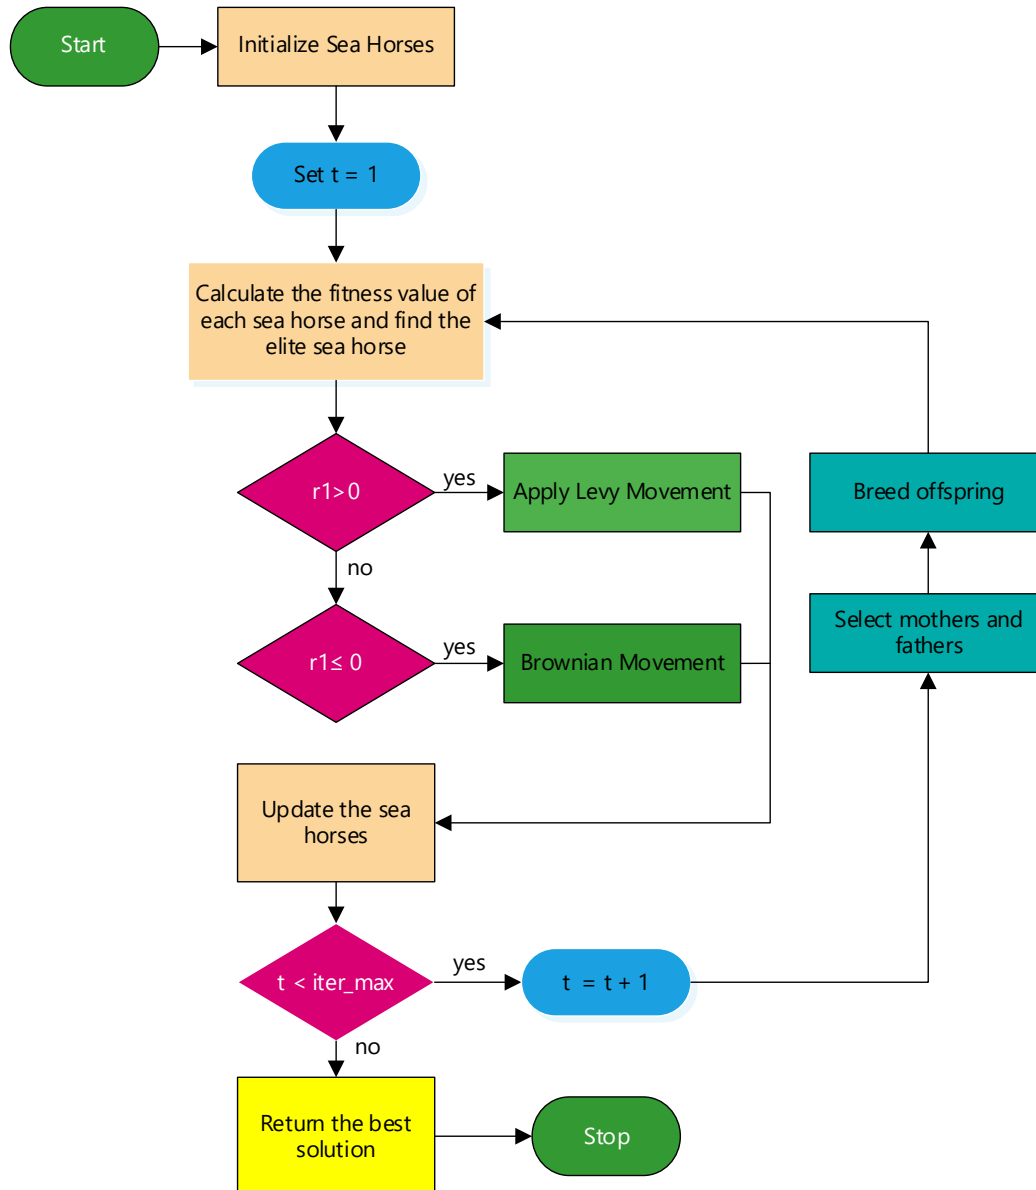 Start
Initialize Sea Horses
Set t = 1
Calculate the fitness value of
each sea horse and find the
elite sea horse
r1>0
yes
Apply Levy Movement
Breed offspring
no
Select mothers and
fathers
r1≤ 0
yes
Brownian Movement
Update the sea
horses
t < iter_max
yes
t = t + 1
no
Return the best
solution
Stop